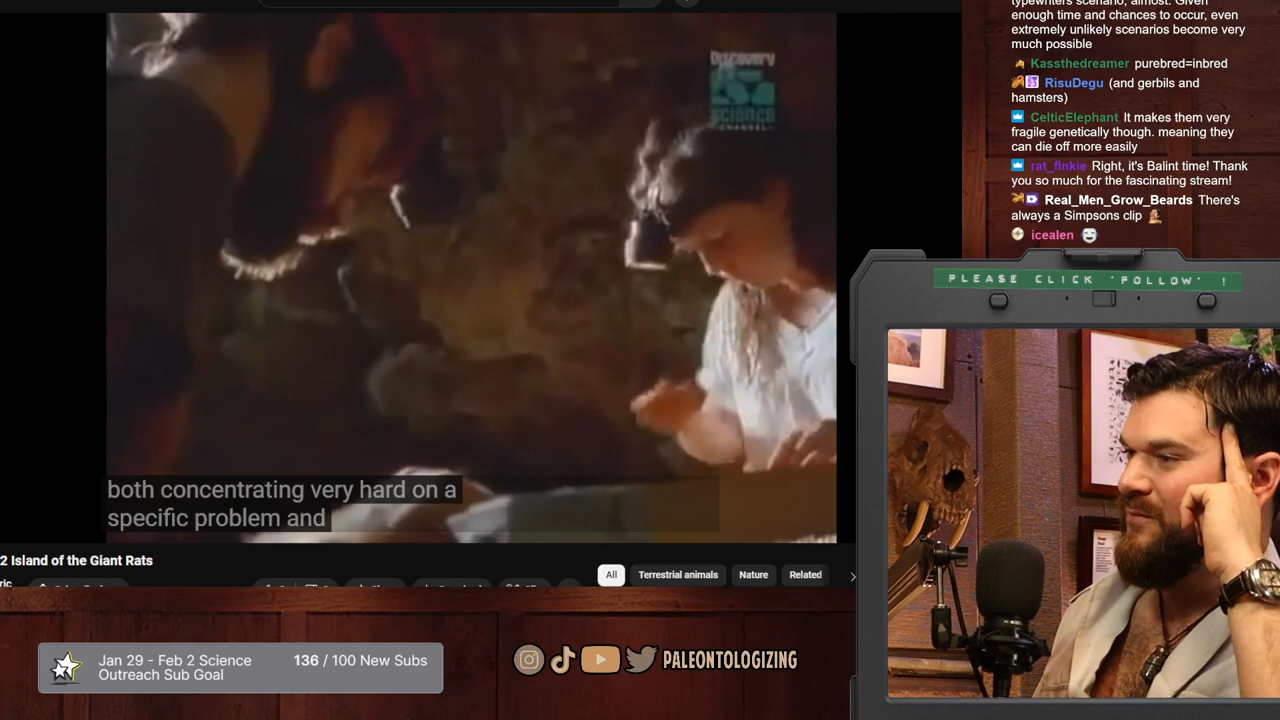 Discovery
SCIENCE
CHANNEL
both concentrating very hard on a
specific problem and
2 Island of the Giant Rats
All
Terrestrial animals
Nature
Related
typewriters scenario, almost. Given
enough time and chances to occur, even
extremely unlikely scenarios become very
much possible
Kassthedreamer purebred=inbred
RisuDegu (and gerbils and
hamsters)
CelticElephant It makes them very
fragile genetically though. meaning they
can die off more easily
rat_finkie Right, it's Balint time! Thank
you so much for the fascinating stream!
Real_Men_Grow_Beards There's
always a Simpsons clip
icealen
PLEASE CLICK 'FOLLOW' !
Jan 29 - Feb 2 Science
Outreach Sub Goal
136 / 100 New Subs
PALEONTOLOGIZING